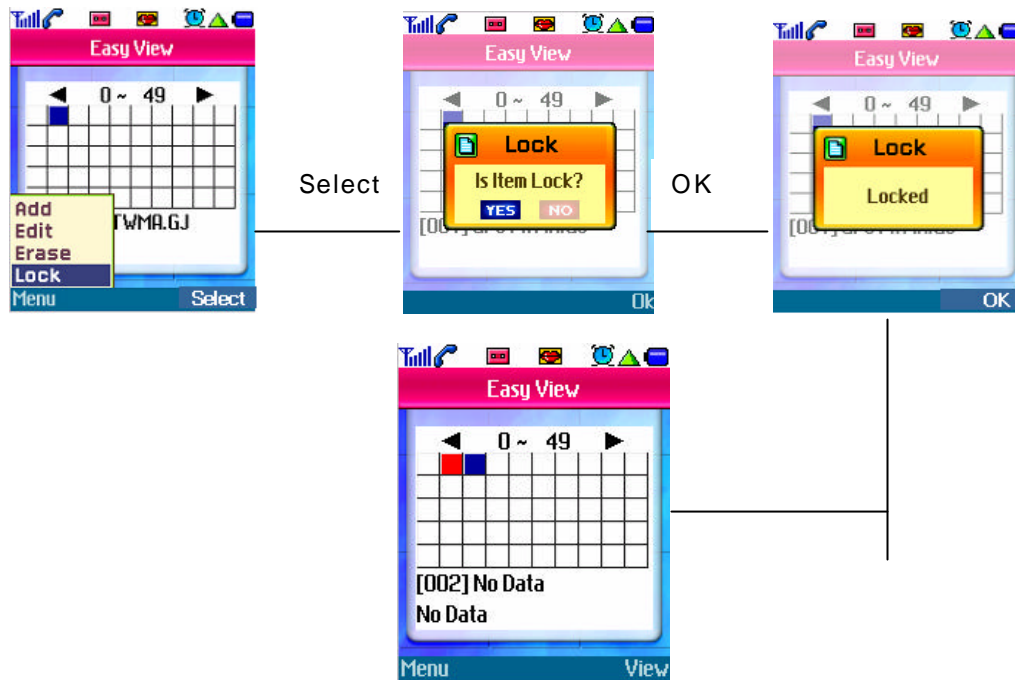 Easy View
0 ~ 49
TWMA.GJ
Add
Edit
Erase
Lock
Menu Select
Select
Easy View
0 ~ 49
Lock
Is Item Lock?
YES NO
Ok
OK
Easy View
0 ~ 49
Lock
Locked
OK
Easy View
0 ~ 49
[002] No Data
No Data
Menu View